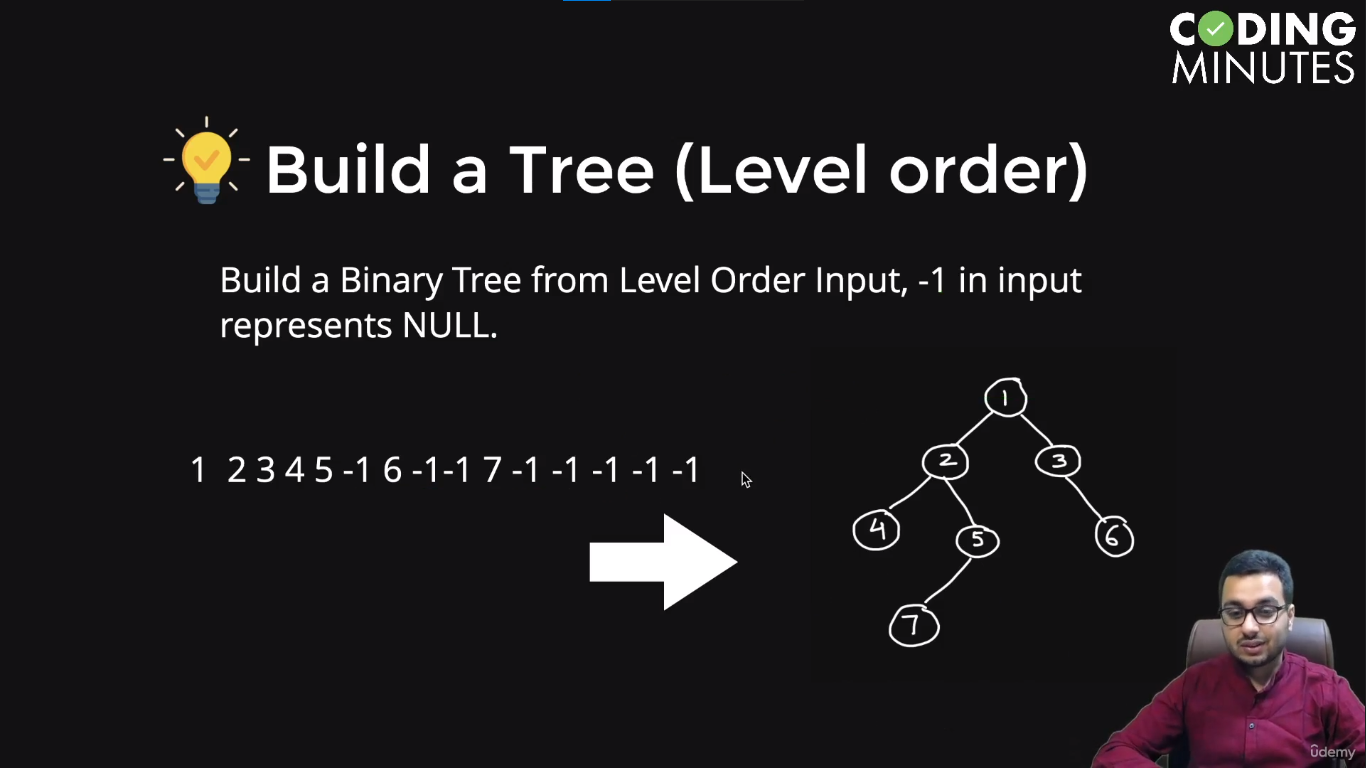 CODING
MINUTES
Build a Tree (Level order)
Build a Binary Tree from Level Order Input, -1 in input
represents NULL.
1 2 3 4 5 -1 6 -1-1 7 -1 -1 -1 -1 -1
1
2 3
4 5 6
7
ûdemy